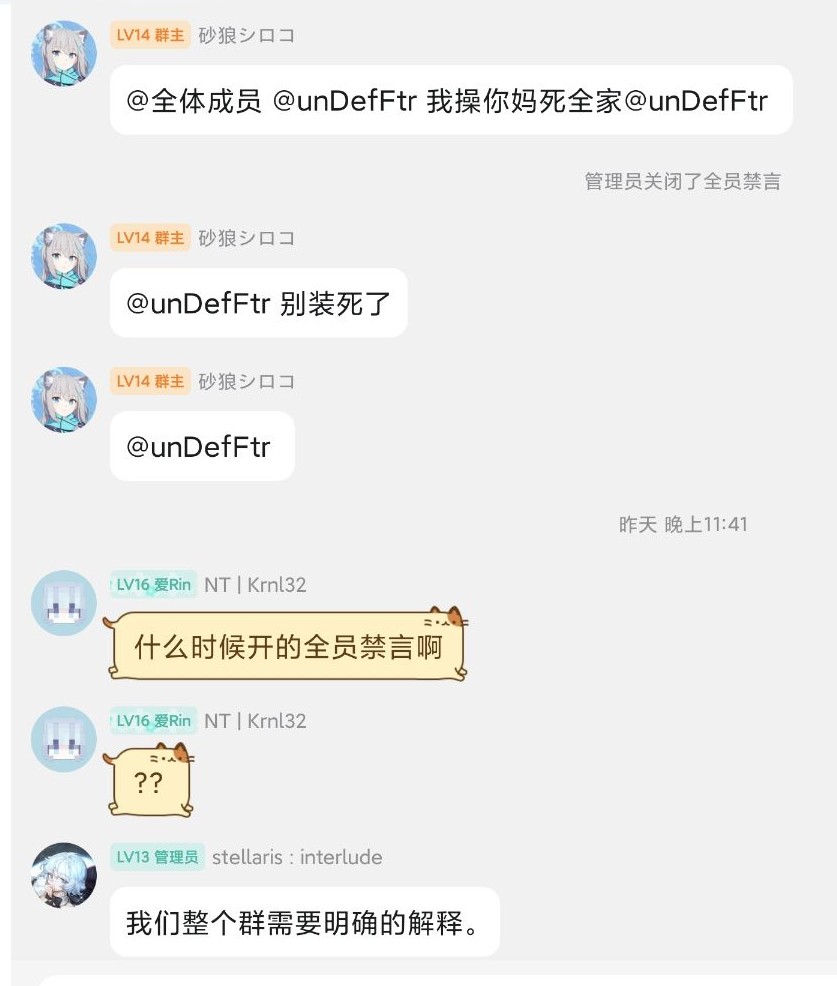 LV14 群主 砂狼シロコ
@全体成员 @unDefFtr 我操你妈死全家@unDefFtr
管理员关闭了全员禁言
LV14 群主 砂狼シロコ
@unDefFtr 别装死了
LV14 群主 砂狼シロコ
@unDefFtr
昨天 晚上11:41
LV16 爱Rin NT | Krnl32
什么时候开的全员禁言啊
LV16 爱Rin NT | Krnl32
??
LV13 管理员 stellaris : interlude
我们整个群需要明确的解释。